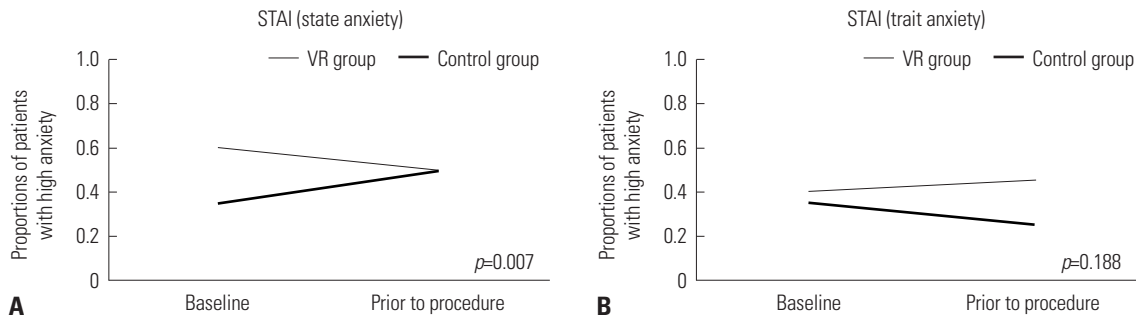 STAI (state anxiety)
VR group
Control group
Proportions of patients
with high anxiety
1.0
0.8
0.6
0.4
0.2
0
p=0.007
Baseline
Prior to procedure
A
STAI (trait anxiety)
VR group
Control group
Proportions of patients
with high anxiety
1.0
0.8
0.6
0.4
0.2
0
p=0.188
Baseline
Prior to procedure
B